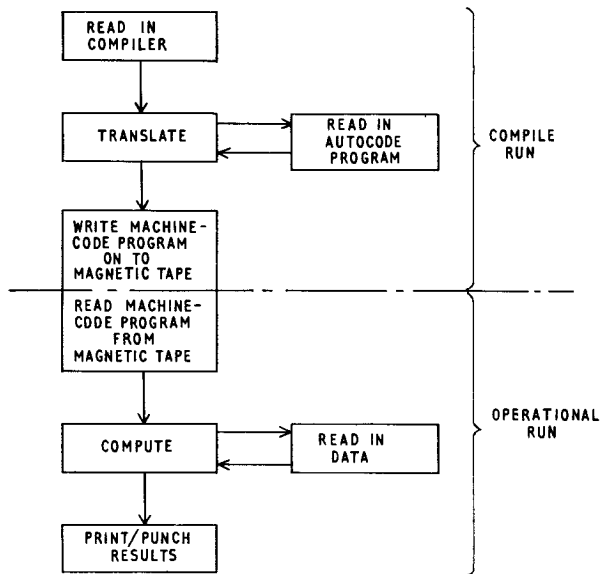 READ IN
COMPILER
TRANSLATE
READ IN
AUTOCODE
PROGRAM
COMPILE
RUN
WRITE MACHINE-
CODE PROGRAM
ON TO
MAGNETIC TAPE
READ MACHINE-
CODE PROGRAM
FROM
MAGNETIC TAPE
OPERATIONAL
RUN
COMPUTE
READ IN
DATA
PRINT/PUNCH
RESULTS